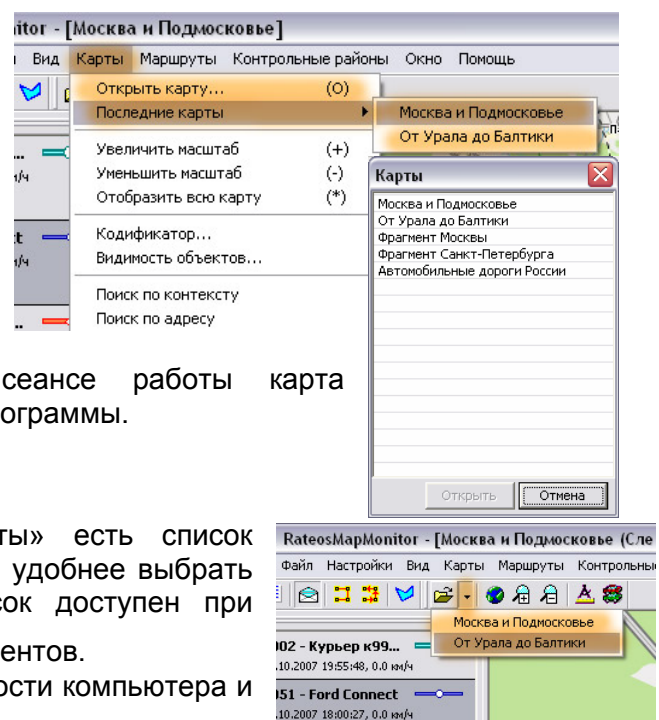 itor - [Москва и Подмосковье]
Вид Карты Маршруты Контрольные районы Окно Помощь
Открыть карту... (O)
Последние карты
Москва и Подмосковье
От Урала до Балтики
Увеличить масштаб (+)
Уменьшить масштаб (-)
Отобразить всю карту (*)
Кодификатор...
Видимость объектов...
Поиск по контексту
Поиск по адресу
Карты
Москва и Подмосковье
От Урала до Балтики
Фрагмент Москвы
Фрагмент Санкт-Петербурга
Автомобильные дороги России
Открыть Отмена
сеансе работы карта
ограммы.
ты» есть список
удобнее выбрать
сок доступен при
ентов.
ости компьютера и
RateosMapMonitor - [Москва и Подмосковье (Сле
Файл Настройки Вид Карты Маршруты Контрольны
Москва и Подмосковье
От Урала до Балтики
002 - Курьер к99...
.10.2007 19:55:48, 0.0 км/ч
051 - Ford Connect
.10.2007 18:00:27, 0.0 км/ч